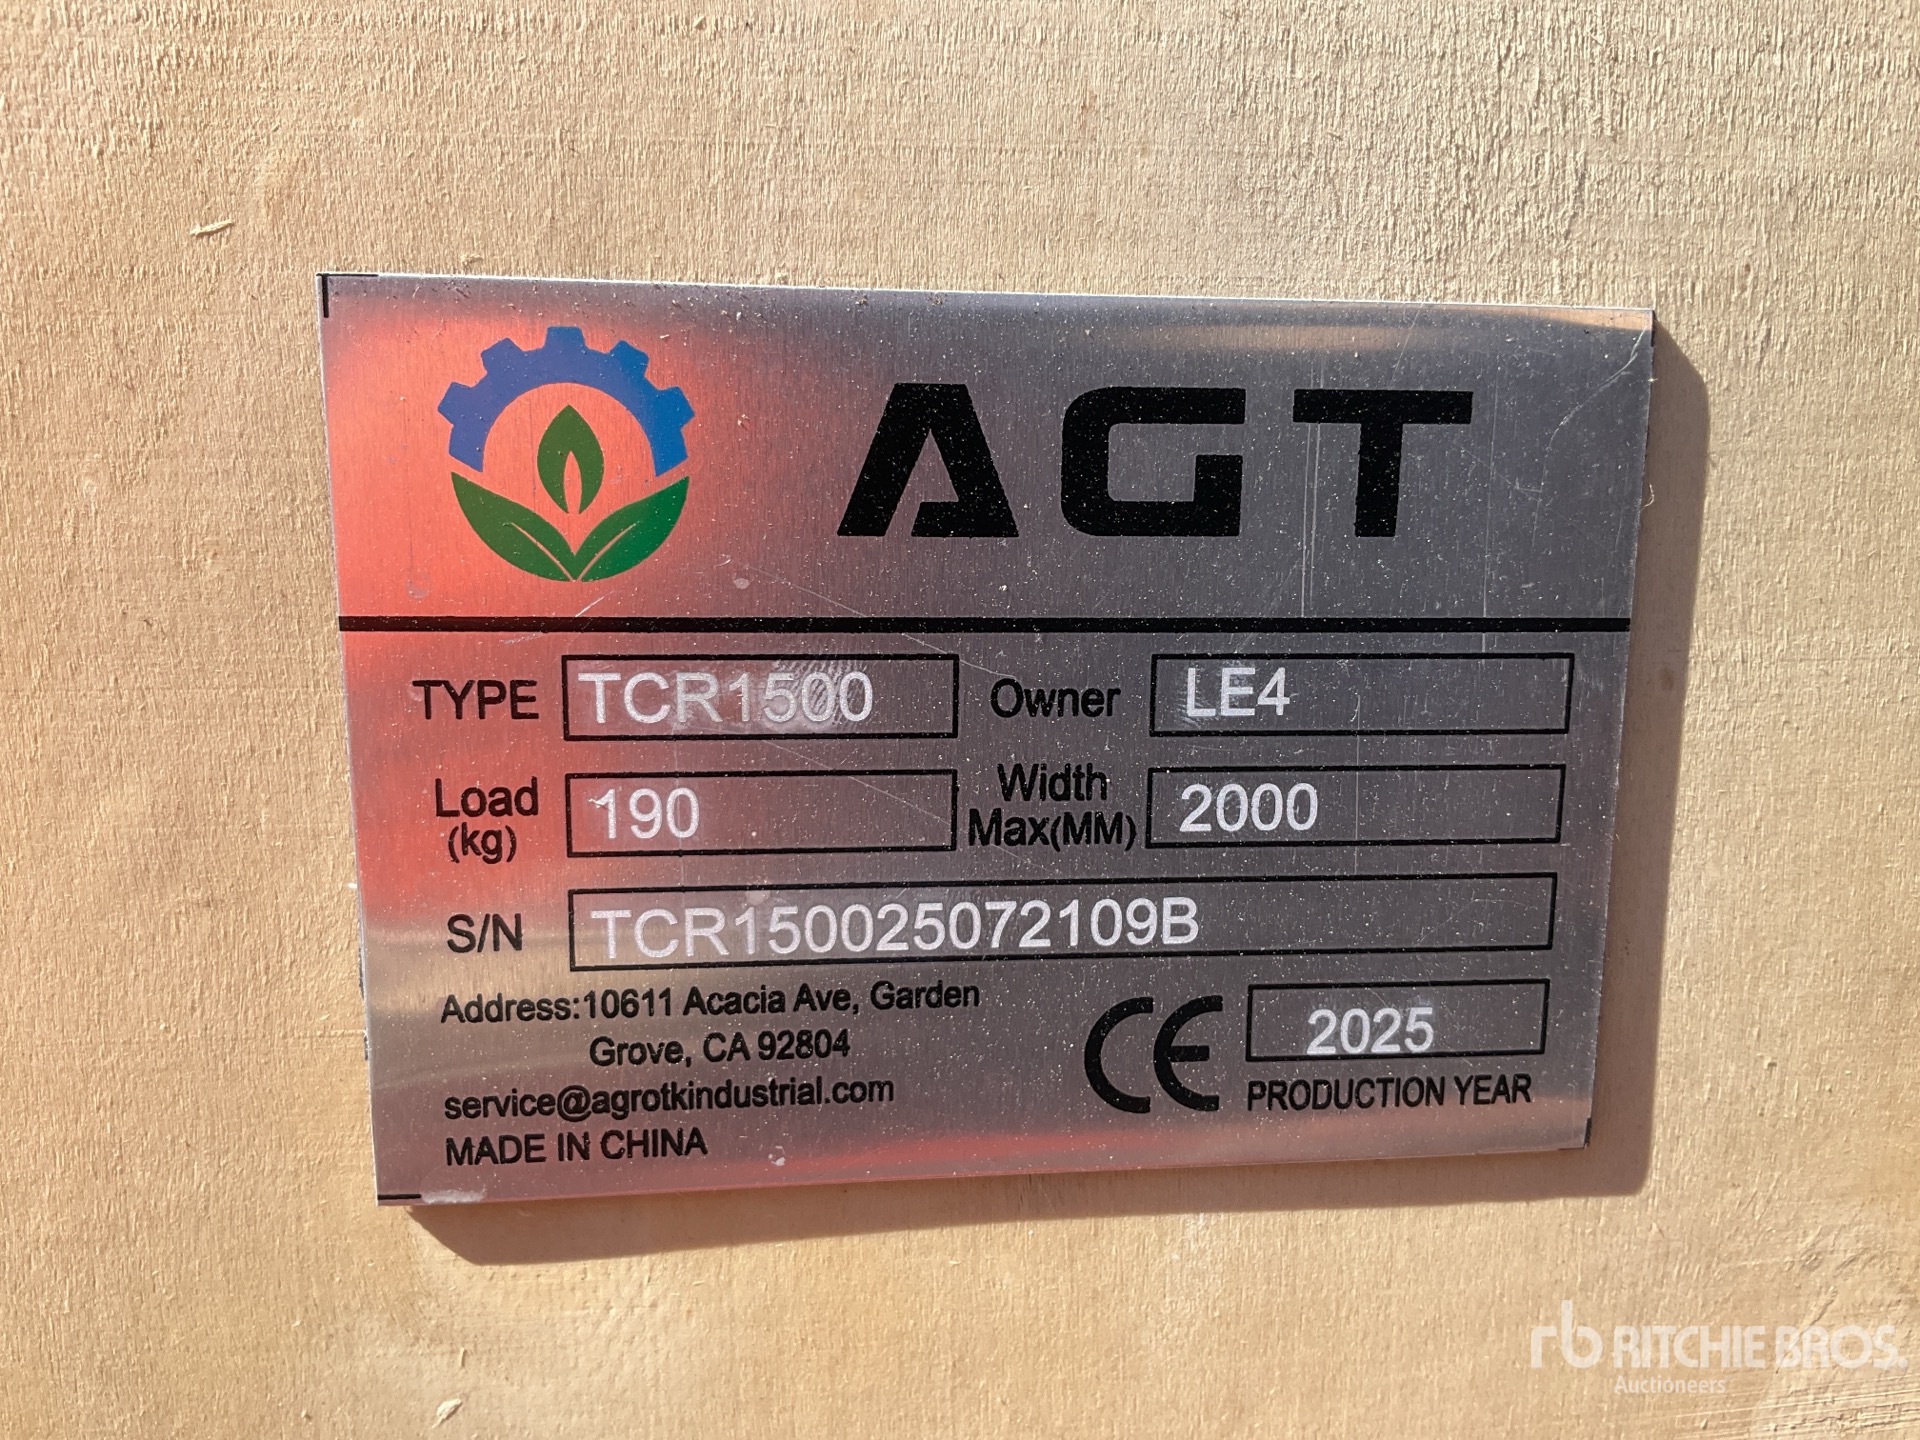 AGT
TYPE TCR1500 Owner LE4
Load (kg) 190 Width Max(MM) 2000
S/N TCR150025072109B
Address:10611 Acacia Ave, Garden
Grove, CA 92804
service@agrotkindustrial.com
MADE IN CHINA
CE 2025
PRODUCTION YEAR
rb RITCHIE BROS.
Auctioneers